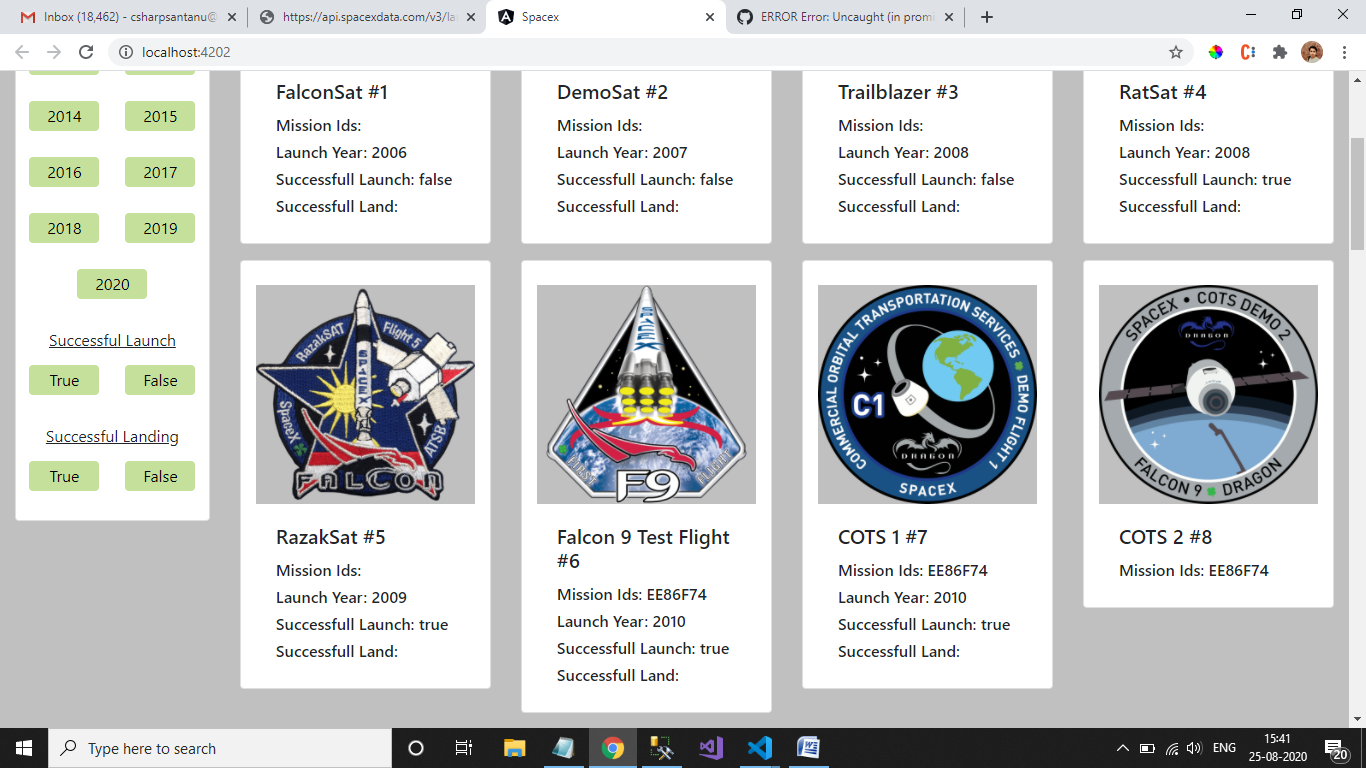 Inbox (18,462) - csharpsantanu@
https://api.spacexdata.com/v3/la
Spacex
ERROR Error: Uncaught (in promi
localhost:4202
2014
2015
2016
2017
2018
2019
2020
Successful Launch
True
False
Successful Landing
True
False
FalconSat #1
Mission Ids:
Launch Year: 2006
Successfull Launch: false
Successfull Land:
DemoSat #2
Mission Ids:
Launch Year: 2007
Successfull Launch: false
Successfull Land:
Trailblazer #3
Mission Ids:
Launch Year: 2008
Successfull Launch: false
Successfull Land:
RatSat #4
Mission Ids:
Launch Year: 2008
Successfull Launch: true
Successfull Land:
RazakSAT
Flight 5
SPACEX
SpaceX
ATSB
FALCON
RazakSat #5
Mission Ids:
Launch Year: 2009
Successfull Launch: true
Successfull Land:
SPACEX
FIRST
FLIGHT
F9
Falcon 9 Test Flight
#6
Mission Ids: EE86F74
Launch Year: 2010
Successfull Launch: true
Successfull Land:
COMMERCIAL ORBITAL TRANSPORTATION SERVICES
DEMO FLIGHT 1
C1
DRAGON
SPACEX
COTS 1 #7
Mission Ids: EE86F74
Launch Year: 2010
Successfull Launch: true
Successfull Land:
SPACEX • COTS DEMO 2
DRAGON
FALCON 9
DRAGON
COTS 2 #8
Mission Ids: EE86F74
Type here to search
ENG
15:41
25-08-2020
20